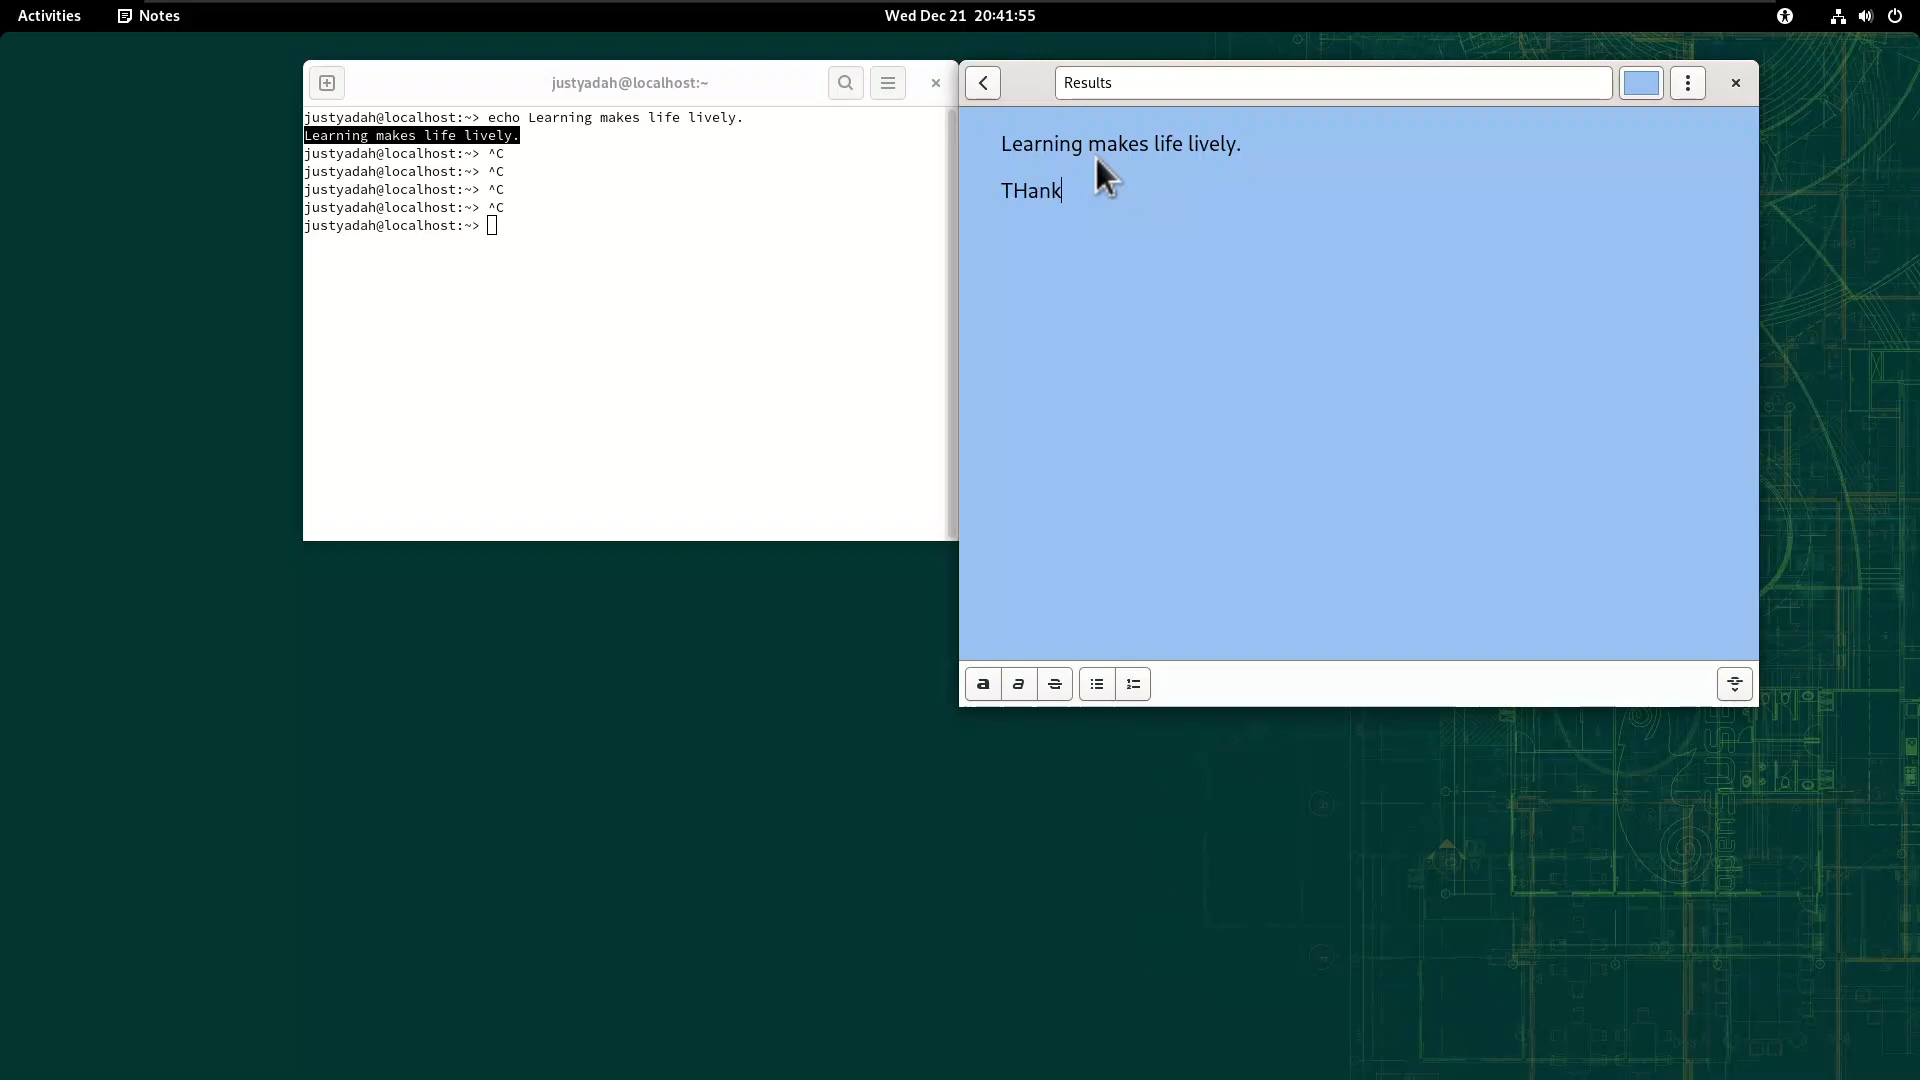 Activities
Notes
Wed Dec 21 20:41:55
justyadah@localhost:~
justyadah@localhost:~> echo Learning makes life lively.
Learning makes life lively.
justyadah@localhost:~> ^C
justyadah@localhost:~> ^C
justyadah@localhost:~> ^C
justyadah@localhost:~> ^C
justyadah@localhost:~>
Results
Learning makes life lively.
THank
a a
openSUSE